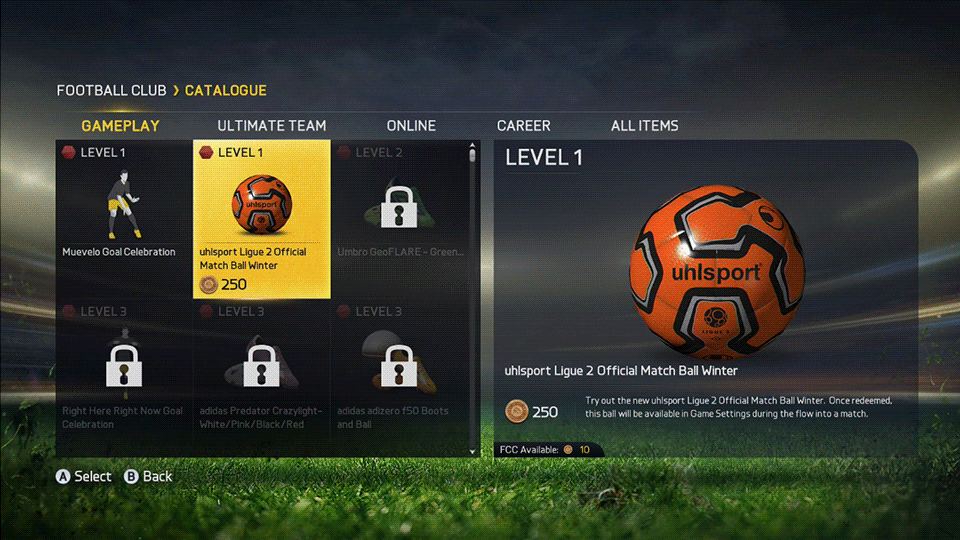 FOOTBALL CLUB › CATALOGUE
GAMEPLAY
ULTIMATE TEAM
ONLINE
CAREER
ALL ITEMS
LEVEL 1
Muevelo Goal Celebration
LEVEL 1
uhlsport
uhlsport Ligue 2 Official
Match Ball Winter
250
LEVEL 2
Umbro GeoFLARE - Green...
LEVEL 3
Right Here Right Now Goal
Celebration
LEVEL 3
adidas Predator Crazylight-
White/Pink/Black/Red
LEVEL 3
adidas adizero f50 Boots
and Ball
LEVEL 1
uhlsport
LIGUE 2
uhlsport Ligue 2 Official Match Ball Winter
250
Try out the new uhlsport Ligue 2 Official Match Ball Winter. Once redeemed,
this ball will be available in Game Settings during the flow into a match.
FCC Available: 10
A Select B Back